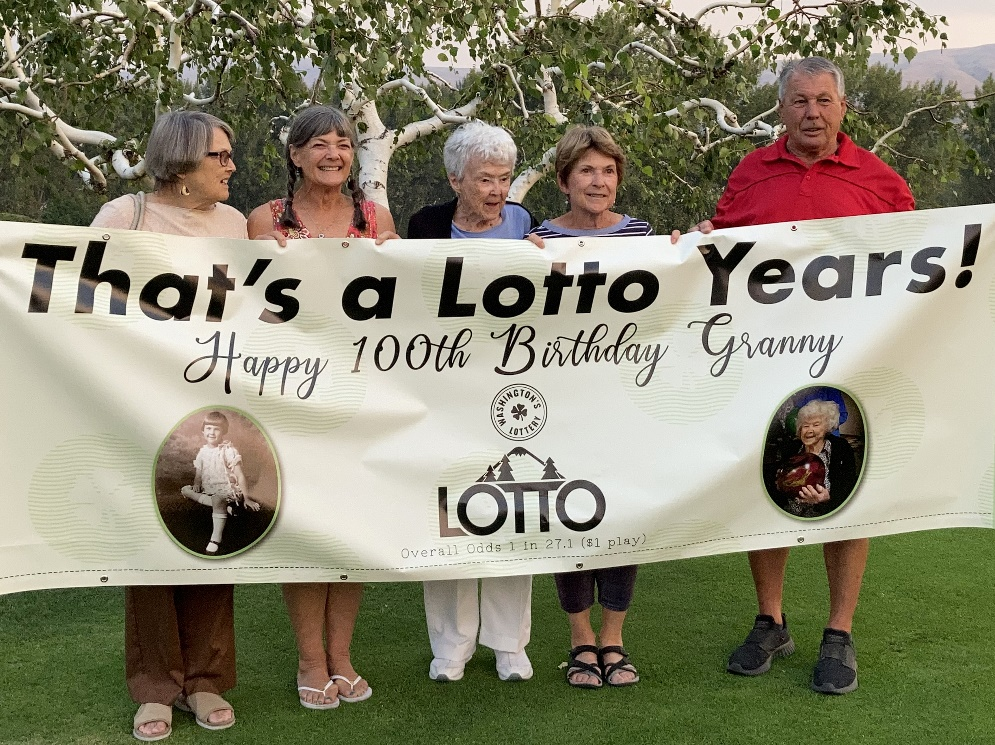 That's a Lotto Years!
Happy 100th Birthday Granny
WASHINGTON'S
LOTTERY
LOTTO
Overall Odds 1 in 27.1 ($1 play)